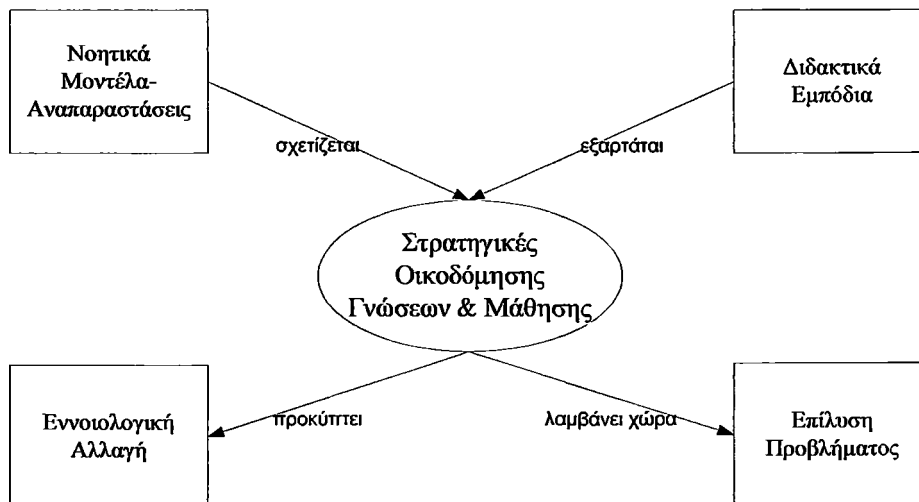 Νοητικά
Μοντέλα-
Αναπαραστάσεις
Διδακτικά
Εμπόδια
σχετίζεται
εξαρτάται
Στρατηγικές
Οικοδόμησης
Γνώσεων & Μάθησης
προκύπτει
λαμβάνει χώρα
Εννοιολογική
Αλλαγή
Επίλυση
Προβλήματος